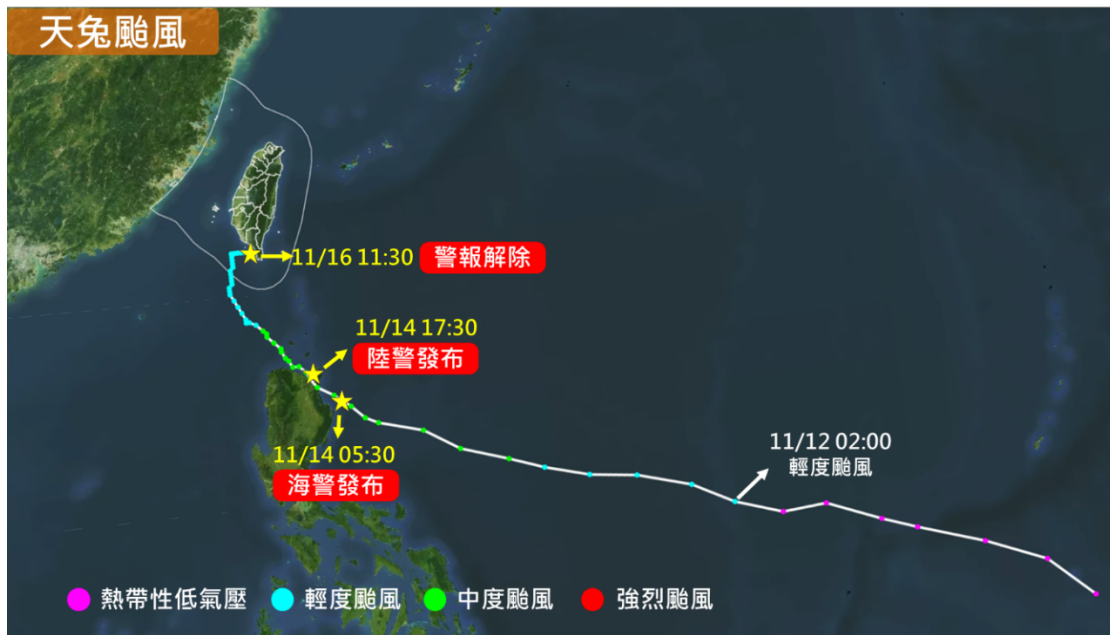 天兔颱風
11/16 11:30 警報解除
11/14 17:30
陸警發布
11/12 02:00
輕度颱風
11/14 05:30
海警發布
熱帶性低氣壓 輕度颱風 中度颱風 強烈颱風